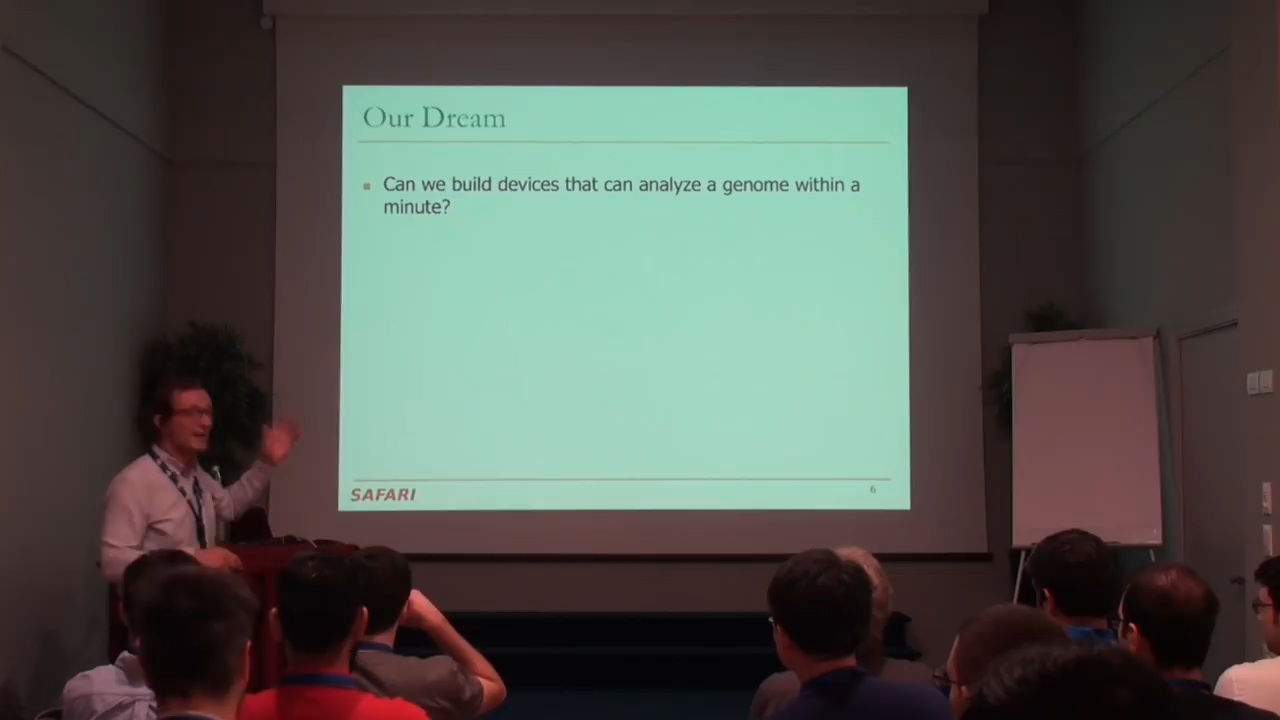 Our Dream
Can we build devices that can analyze a genome within a
minute?
SAFARI
6